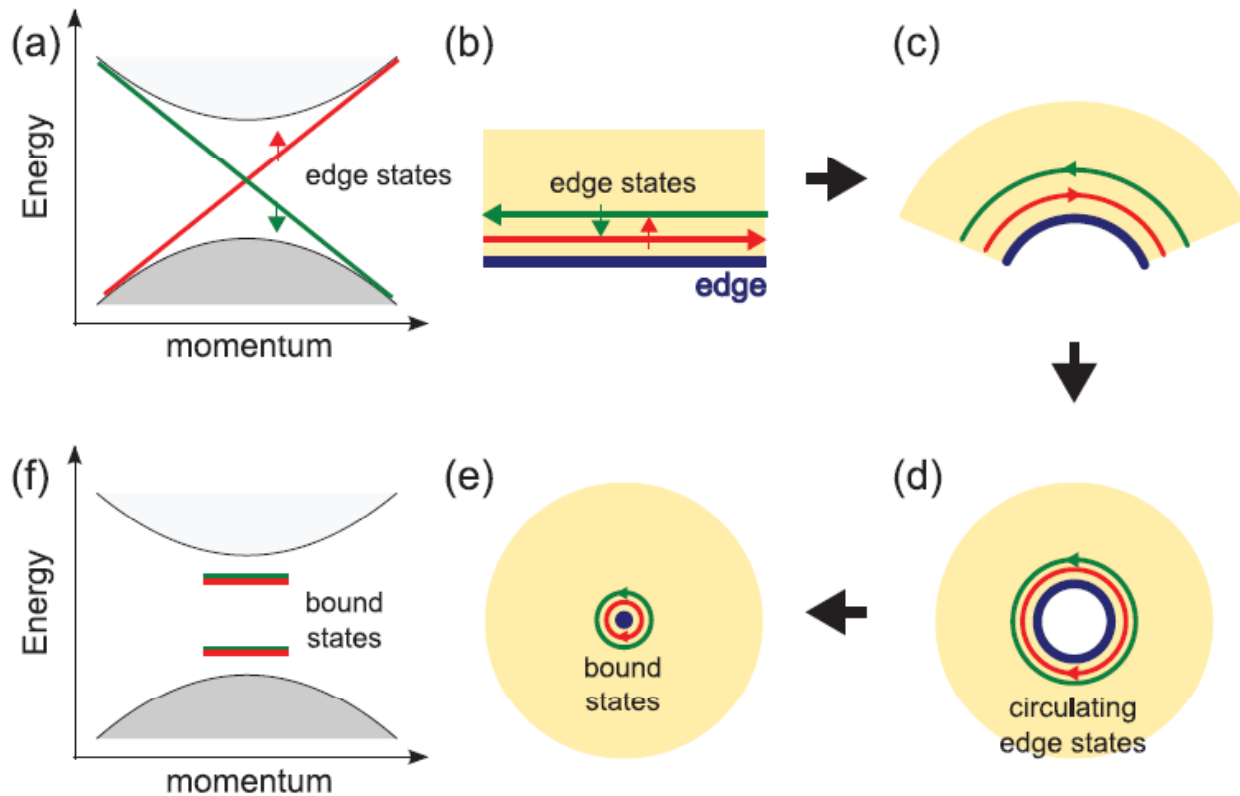 (a)
Energy
edge states
momentum
(b)
edge states
edge
(c)
(f)
Energy
bound
states
momentum
(e)
bound
states
(d)
circulating
edge states